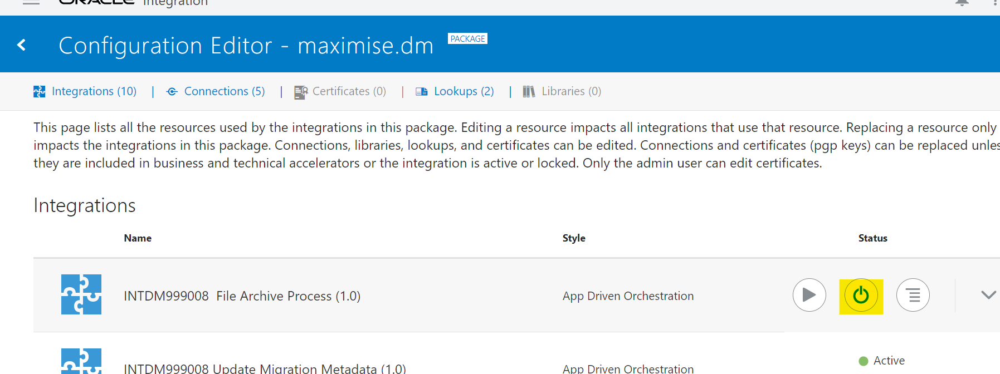 ORACLE Integration
Configuration Editor - maximise.dm PACKAGE
Integrations (10) | Connections (5) | Certificates (0) | Lookups (2) | Libraries (0)
This page lists all the resources used by the integrations in this package. Editing a resource impacts all integrations that use that resource. Replacing a resource only
impacts the integrations in this package. Connections, libraries, lookups, and certificates can be edited. Connections and certificates (pgp keys) can be replaced unles
they are included in business and technical accelerators or the integration is active or locked. Only the admin user can edit certificates.
Integrations
Name Style Status
INTDM999008 File Archive Process (1.0) App Driven Orchestration
Active
INTDM999008 Update Migration Metadata (1.0) App Driven Orchestration